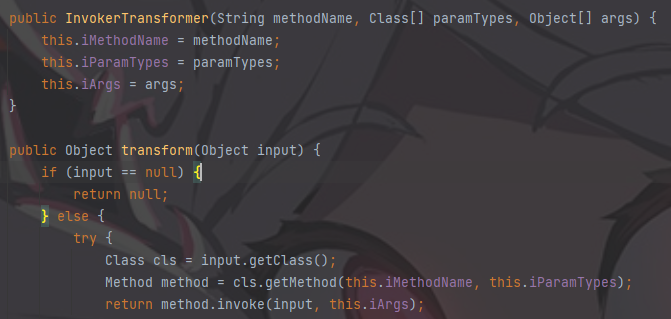 public InvokerTransformer(String methodName, Class[] paramTypes, Object[] args) {
    this.iMethodName = methodName;
    this.iParamTypes = paramTypes;
    this.iArgs = args;
}
public Object transform(Object input) {
    if (input == null) {
        return null;
    } else {
        try {
            Class cls = input.getClass();
            Method method = cls.getMethod(this.iMethodName, this.iParamTypes);
            return method.invoke(input, this.iArgs);